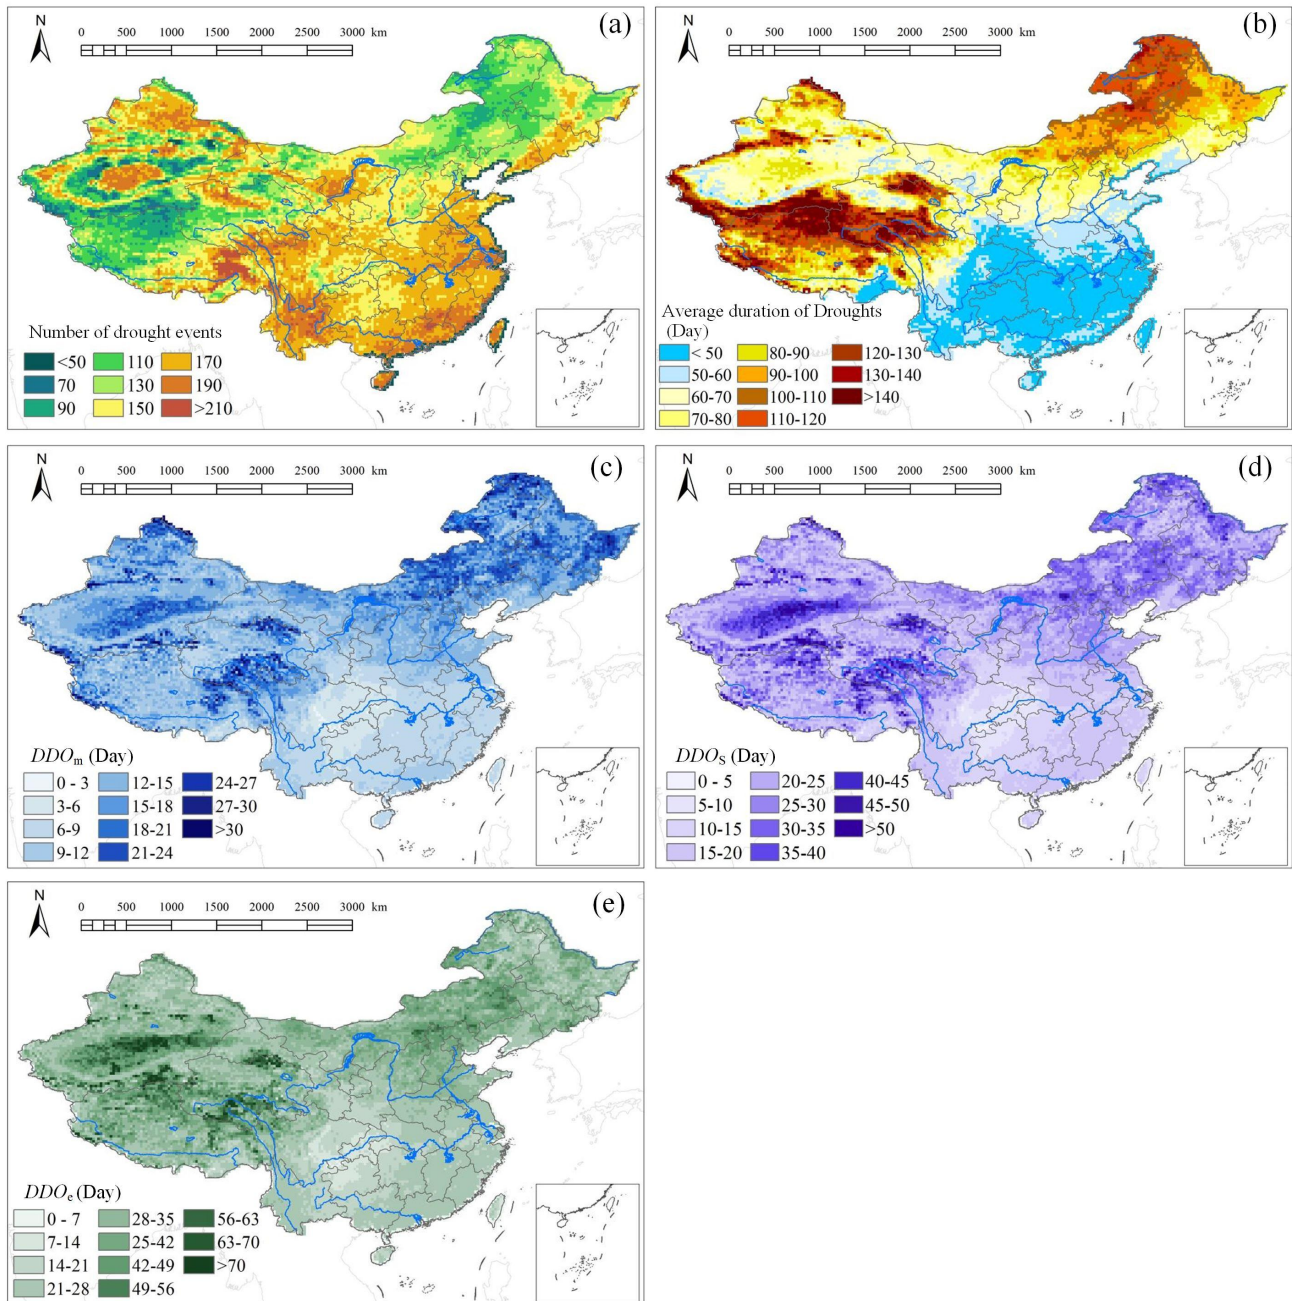 N
0 500 1000 1500 2000 2500 3000 km
(a)
Number of drought events
<50 110 170
70 130 190
90 150 >210
N
0 500 1000 1500 2000 2500 3000 km
(b)
Average duration of Droughts
(Day)
< 50 80-90 120-130
50-60 90-100 130-140
60-70 100-110 >140
70-80 110-120
N
0 500 1000 1500 2000 2500 3000 km
(c)
DDOm (Day)
0 - 3 12-15 24-27
3-6 15-18 27-30
6-9 18-21 >30
9-12 21-24
N
0 500 1000 1500 2000 2500 3000 km
(d)
DDOS (Day)
0 - 5 20-25 40-45
5-10 25-30 45-50
10-15 30-35 >50
15-20 35-40
N
0 500 1000 1500 2000 2500 3000 km
(e)
DDOe (Day)
0 - 7 28-35 56-63
7-14 25-42 63-70
14-21 42-49 >70
21-28 49-56